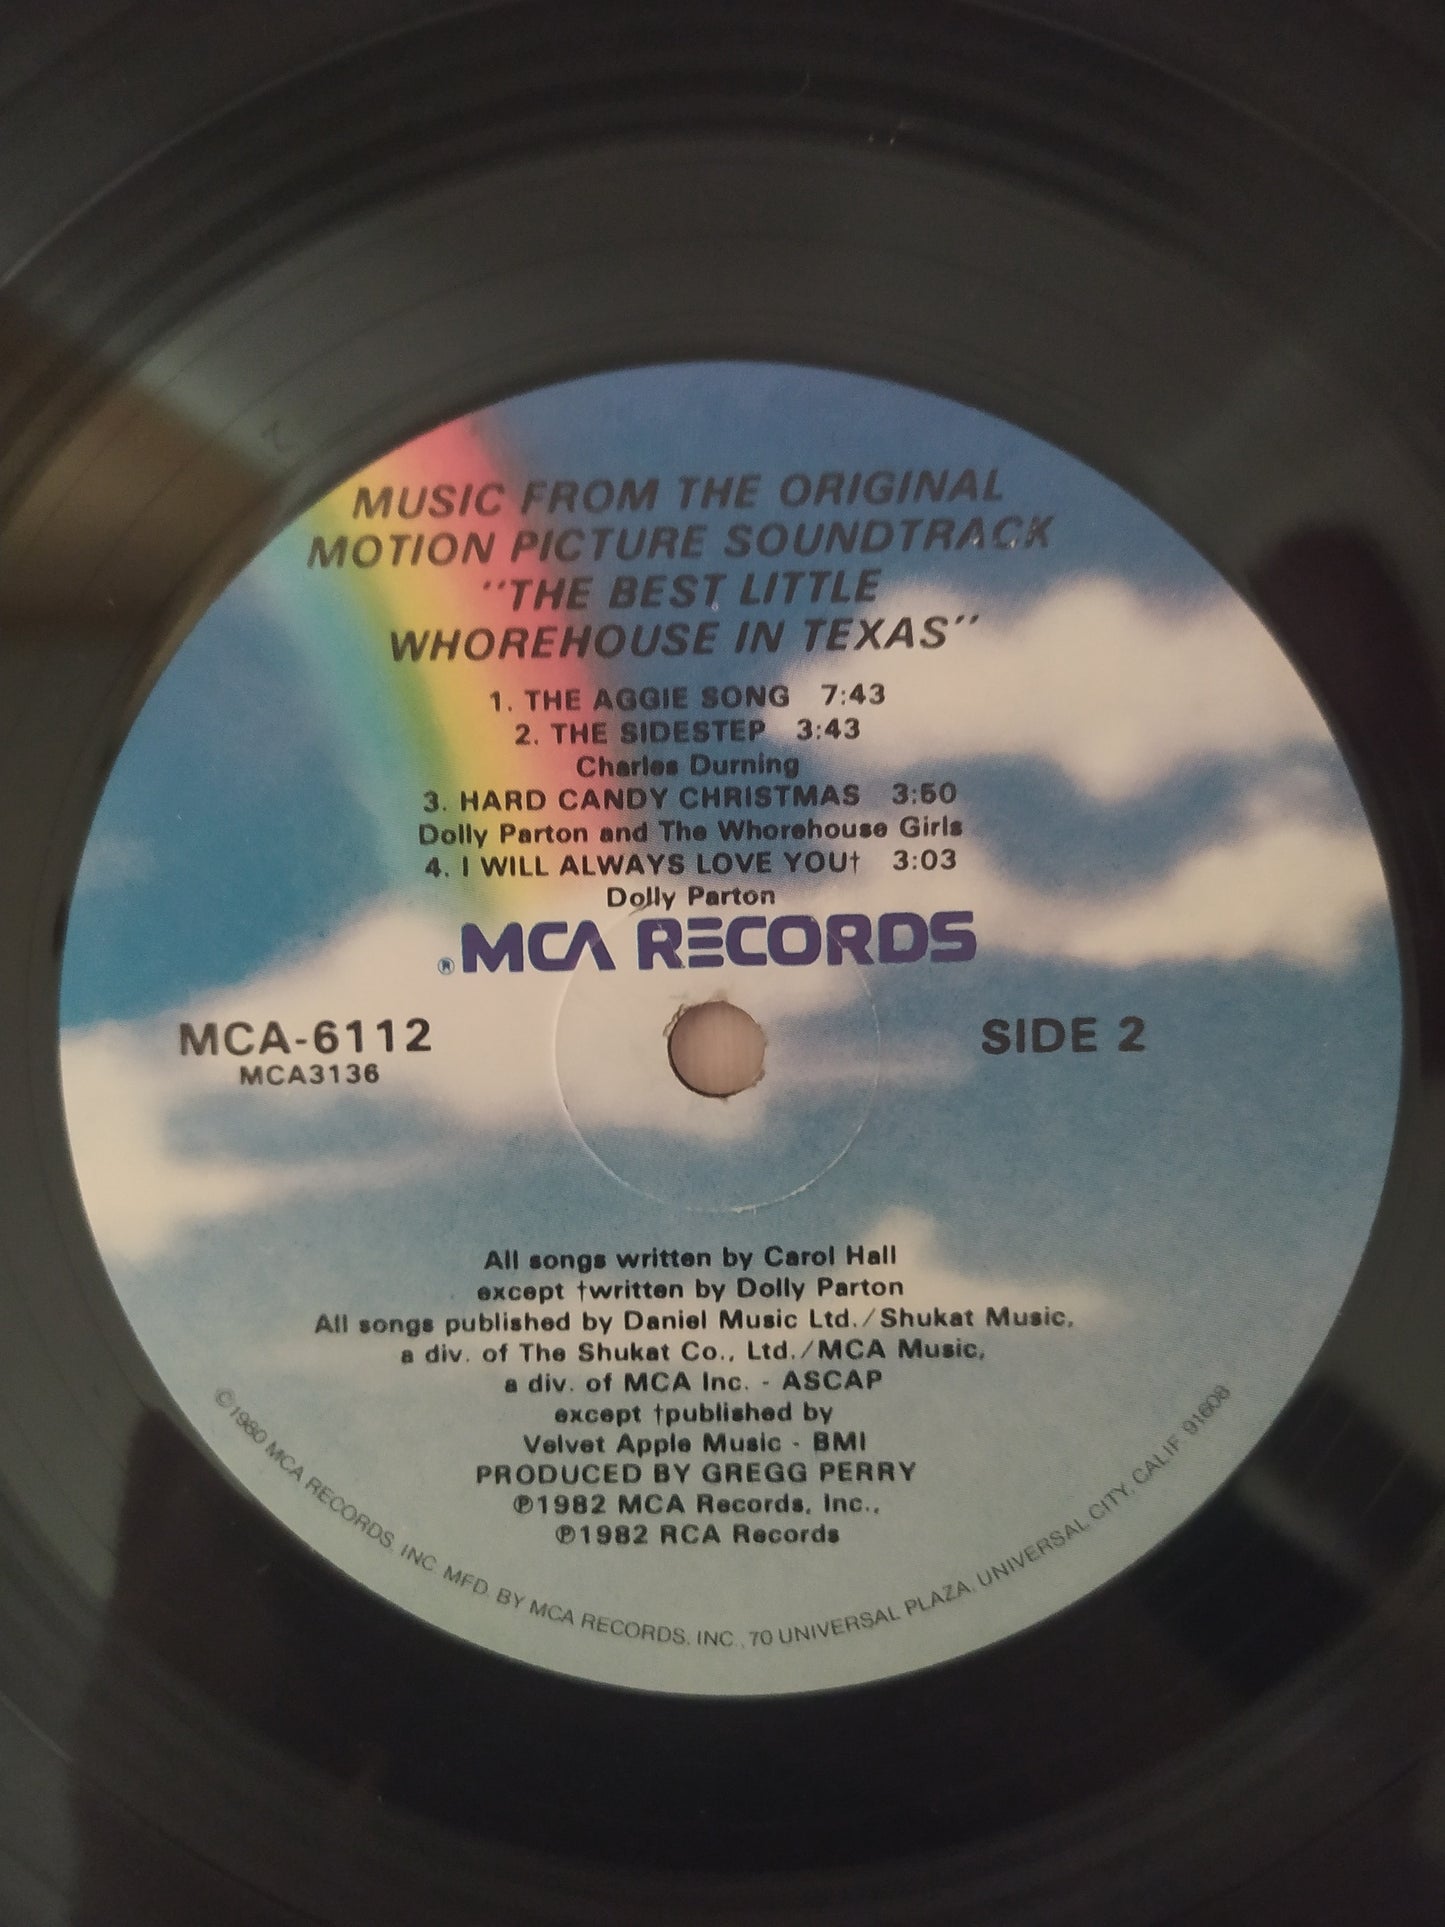 MUSIC FROM THE ORIGINAL
MOTION PICTURE SOUNDTRACK
"THE BEST LITTLE
WHOREHOUSE IN TEXAS"
1. THE AGGIE SONG 7:43
2. THE SIDESTEP 3:43
Charles Durning
3. HARD CANDY CHRISTMAS 3:50
Dolly Parton and The Whorehouse Girls
4. I WILL ALWAYS LOVE YOU† 3:03
Dolly Parton
® MCA RECORDS
MCA-6112
MCA3136
SIDE 2
All songs written by Carol Hall
except †written by Dolly Parton
All songs published by Daniel Music Ltd./Shukat Music,
a div. of The Shukat Co., Ltd./MCA Music,
a div. of MCA Inc. - ASCAP
except †published by
Velvet Apple Music - BMI
PRODUCED BY GREGG PERRY
℗1982 MCA Records, Inc.,
℗1982 RCA Records
©1980 MCA RECORDS, INC. MFD. BY MCA RECORDS, INC., 70 UNIVERSAL PLAZA, UNIVERSAL CITY, CALIF. 91608